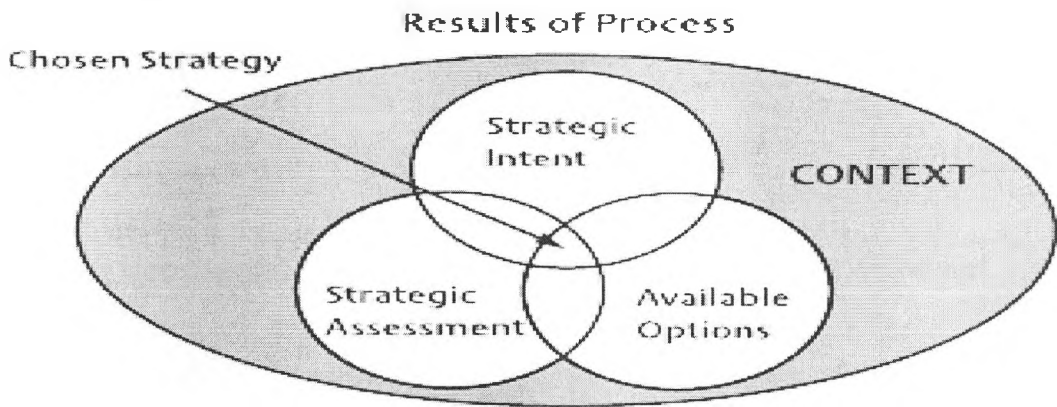 Results of Process
Chosen Strategy
Strategic
Intent
CONTEXT
Strategic
Assessment
Available
Options